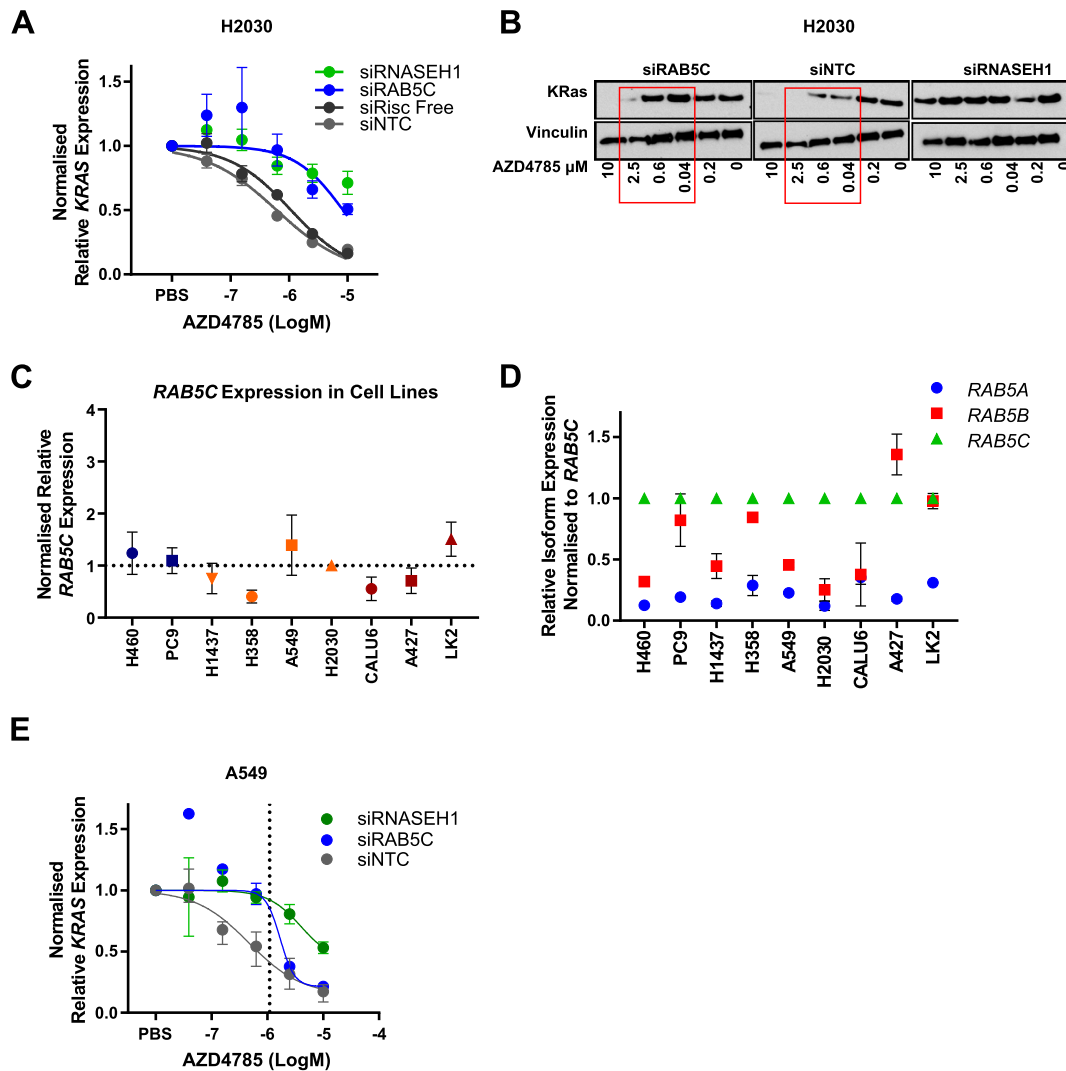 A
H2030
Normalised
Relative KRAS Expression
1.5
1.0
0.5
0.0
PBS -7 -6 -5
AZD4785 (LogM)
siRNASEH1
siRAB5C
siRisc Free
siNTC
B
H2030
siRAB5C siNTC siRNASEH1
KRas
Vinculin
AZD4785 µM
10 2.5 0.6 0.04 0.2 0 10 2.5 0.6 0.04 0.2 0 10 2.5 0.6 0.04 0.2 0
C
RAB5C Expression in Cell Lines
Normalised Relative
RAB5C Expression
4
3
2
1
0
H460 PC9 H1437 H358 A549 H2030 CALU6 A427 LK2
D
RAB5A
RAB5B
RAB5C
Relative Isoform Expression
Normalised to RAB5C
1.5
1.0
0.5
0.0
H460 PC9 H1437 H358 A549 H2030 CALU6 A427 LK2
E
A549
Normalised
Relative KRAS Expression
1.5
1.0
0.5
0.0
PBS -7 -6 -5 -4
AZD4785 (LogM)
siRNASEH1
siRAB5C
siNTC